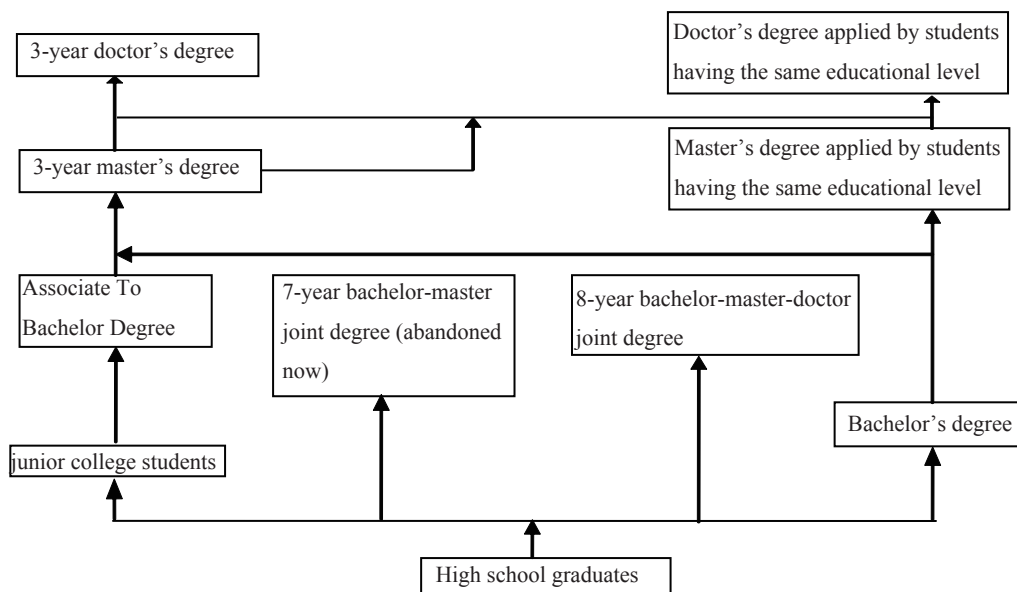 3-year doctor’s degree
Doctor’s degree applied by students
having the same educational level
3-year master’s degree
Master’s degree applied by students
having the same educational level
Associate To
Bachelor Degree
7-year bachelor-master
joint degree (abandoned
now)
8-year bachelor-master-doctor
joint degree
Bachelor’s degree
junior college students
High school graduates